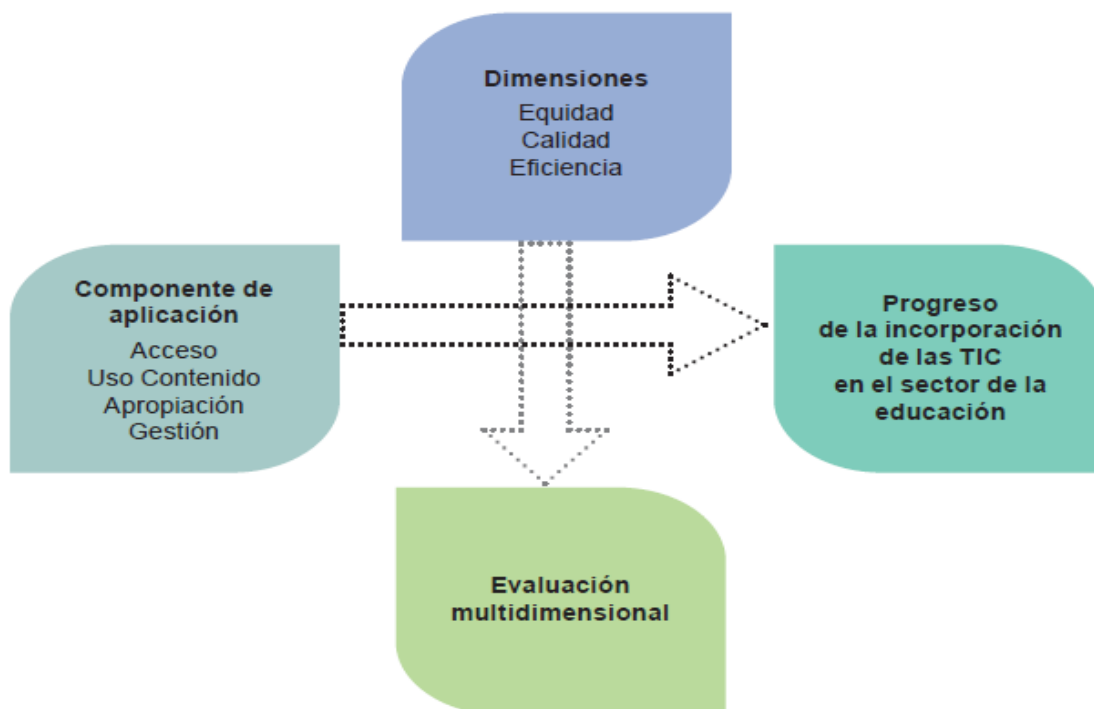 Dimensiones
Equidad
Calidad
Eficiencia
Componente de
aplicación
Acceso
Uso Contenido
Apropiación
Gestión
Progreso
de la incorporación
de las TIC
en el sector de la
educación
Evaluación
multidimensional